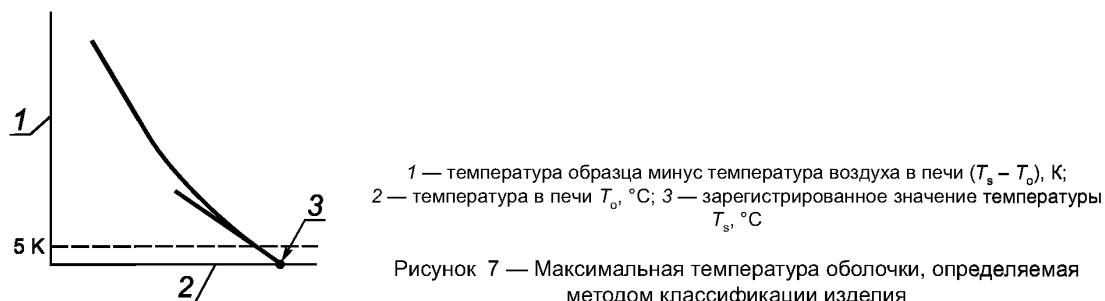 1
3
5 К
2
1 — температура образца минус температура воздуха в печи (Ts – To), К;
2 — температура в печи To, °С; 3 — зарегистрированное значение температуры
Ts, °С
Рисунок 7 — Максимальная температура оболочки, определяемая
методом классификации изделия